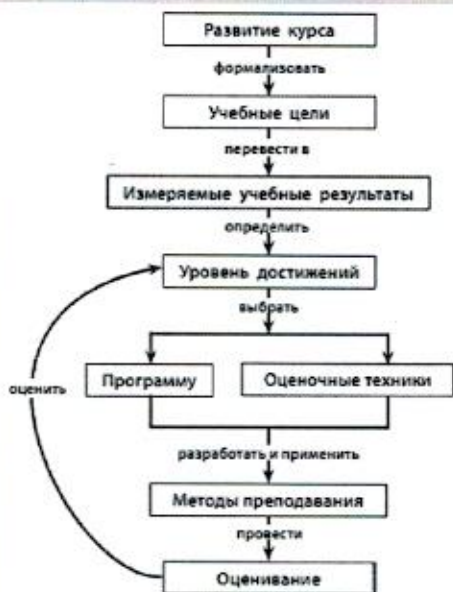 Развитие курса
формализовать
Учебные цели
перевести в
Измеряемые учебные результаты
определить
Уровень достижений
выбрать
Программу
Оценочные техники
оценить
разработать и применить
Методы преподавания
провести
Оценивание